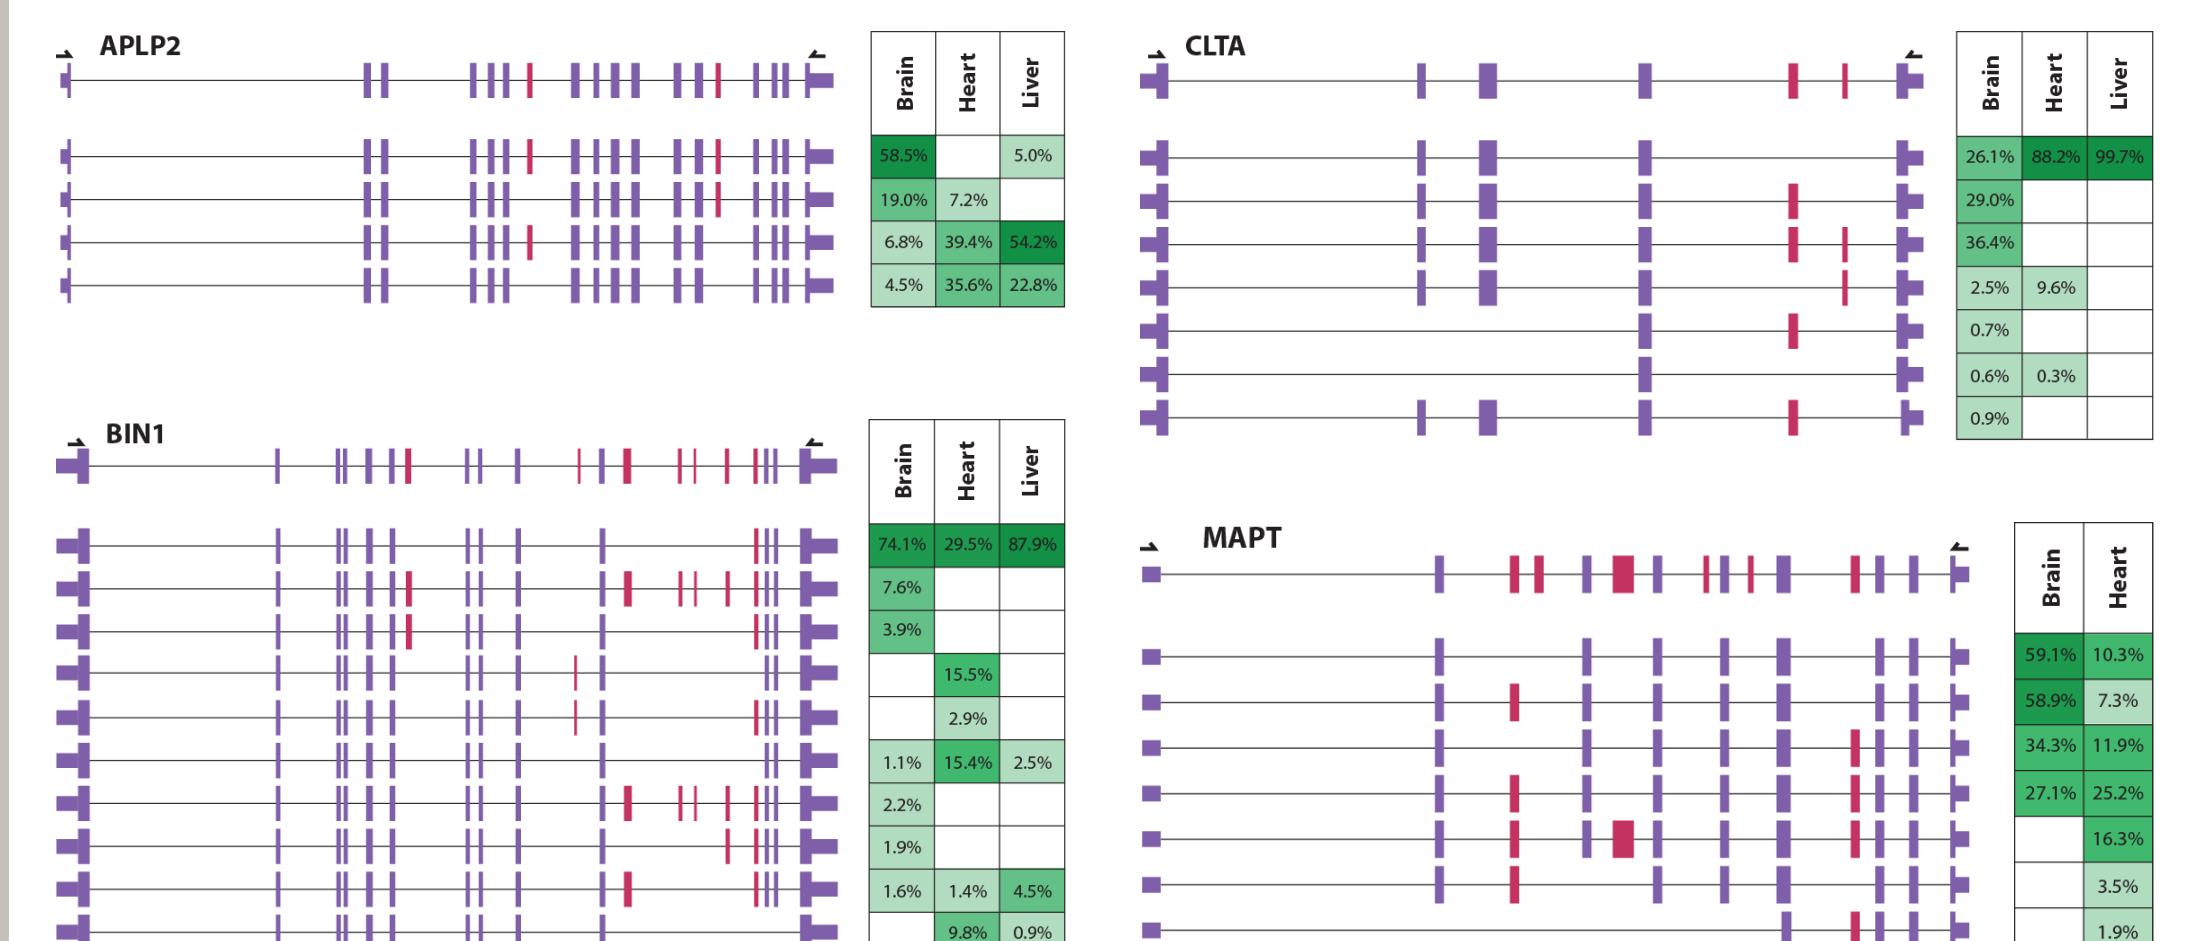 APLP2
Brain Heart Liver
58.5% 5.0%
19.0% 7.2%
6.8% 39.4% 54.2%
4.5% 35.6% 22.8%
BIN1
Brain Heart Liver
74.1% 29.5% 87.9%
7.6%
3.9%
15.5%
2.9%
1.1% 15.4% 2.5%
2.2%
1.9%
1.6% 1.4% 4.5%
9.8% 0.9%
CLTA
Brain Heart Liver
26.1% 88.2% 99.7%
29.0%
36.4%
2.5% 9.6%
0.7%
0.6% 0.3%
0.9%
MAPT
Brain Heart
59.1% 10.3%
58.9% 7.3%
34.3% 11.9%
27.1% 25.2%
16.3%
3.5%
1.9%